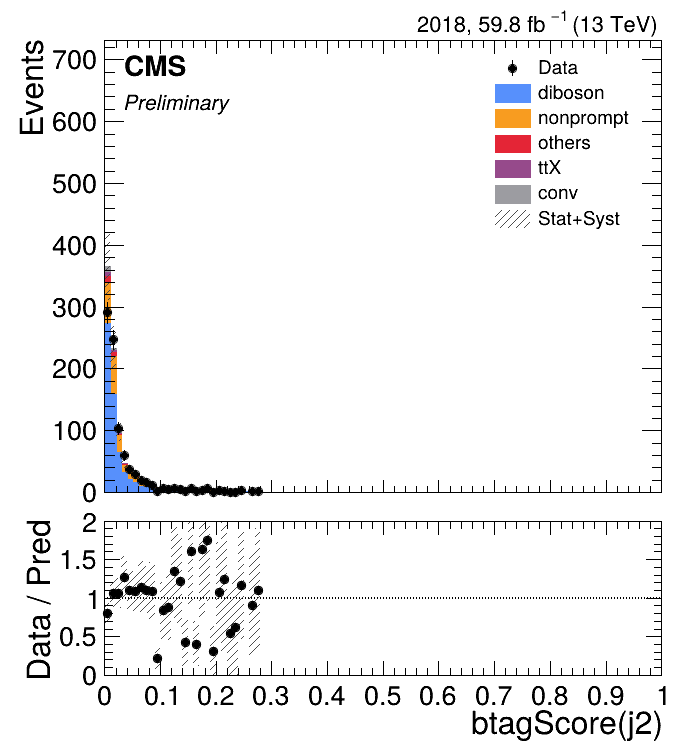 2018, 59.8 fb⁻¹ (13 TeV)
Events
700
600
500
400
300
200
100
0
CMS
Preliminary
Data
diboson
nonprompt
others
ttX
conv
Stat+Syst
Data / Pred
2
1.5
1
0.5
0
0 0.1 0.2 0.3 0.4 0.5 0.6 0.7 0.8 0.9 1
btagScore(j2)